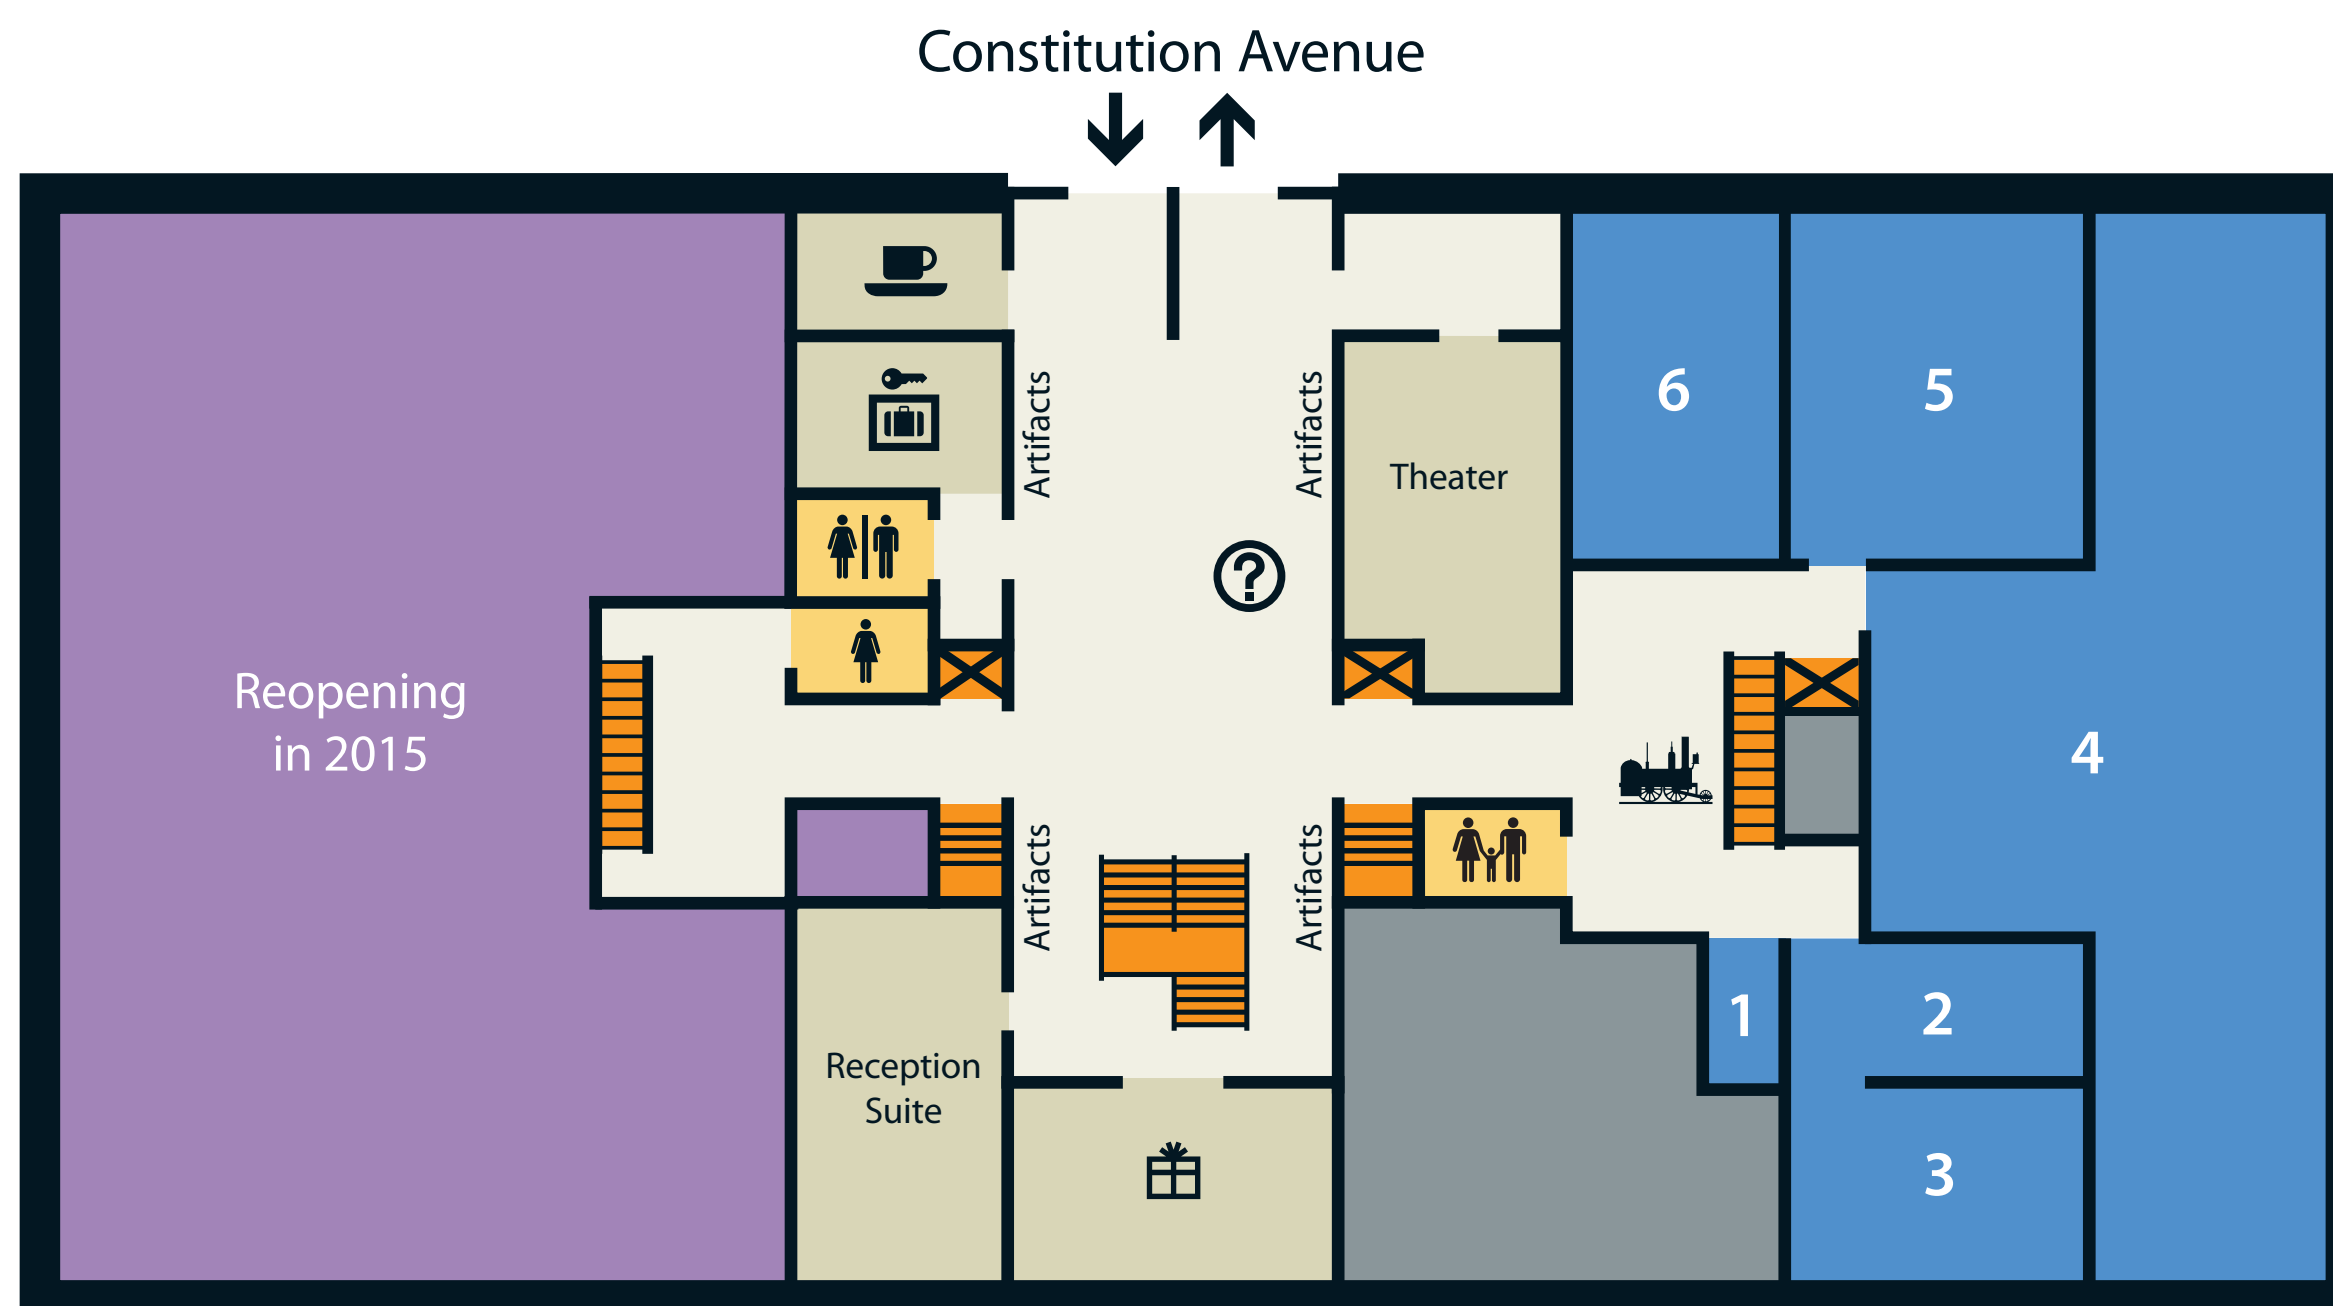 Constitution Avenue
Artifacts
Artifacts
6
5
Theater
?
Reopening
in 2015
4
Artifacts
Artifacts
1
2
Reception
Suite
3